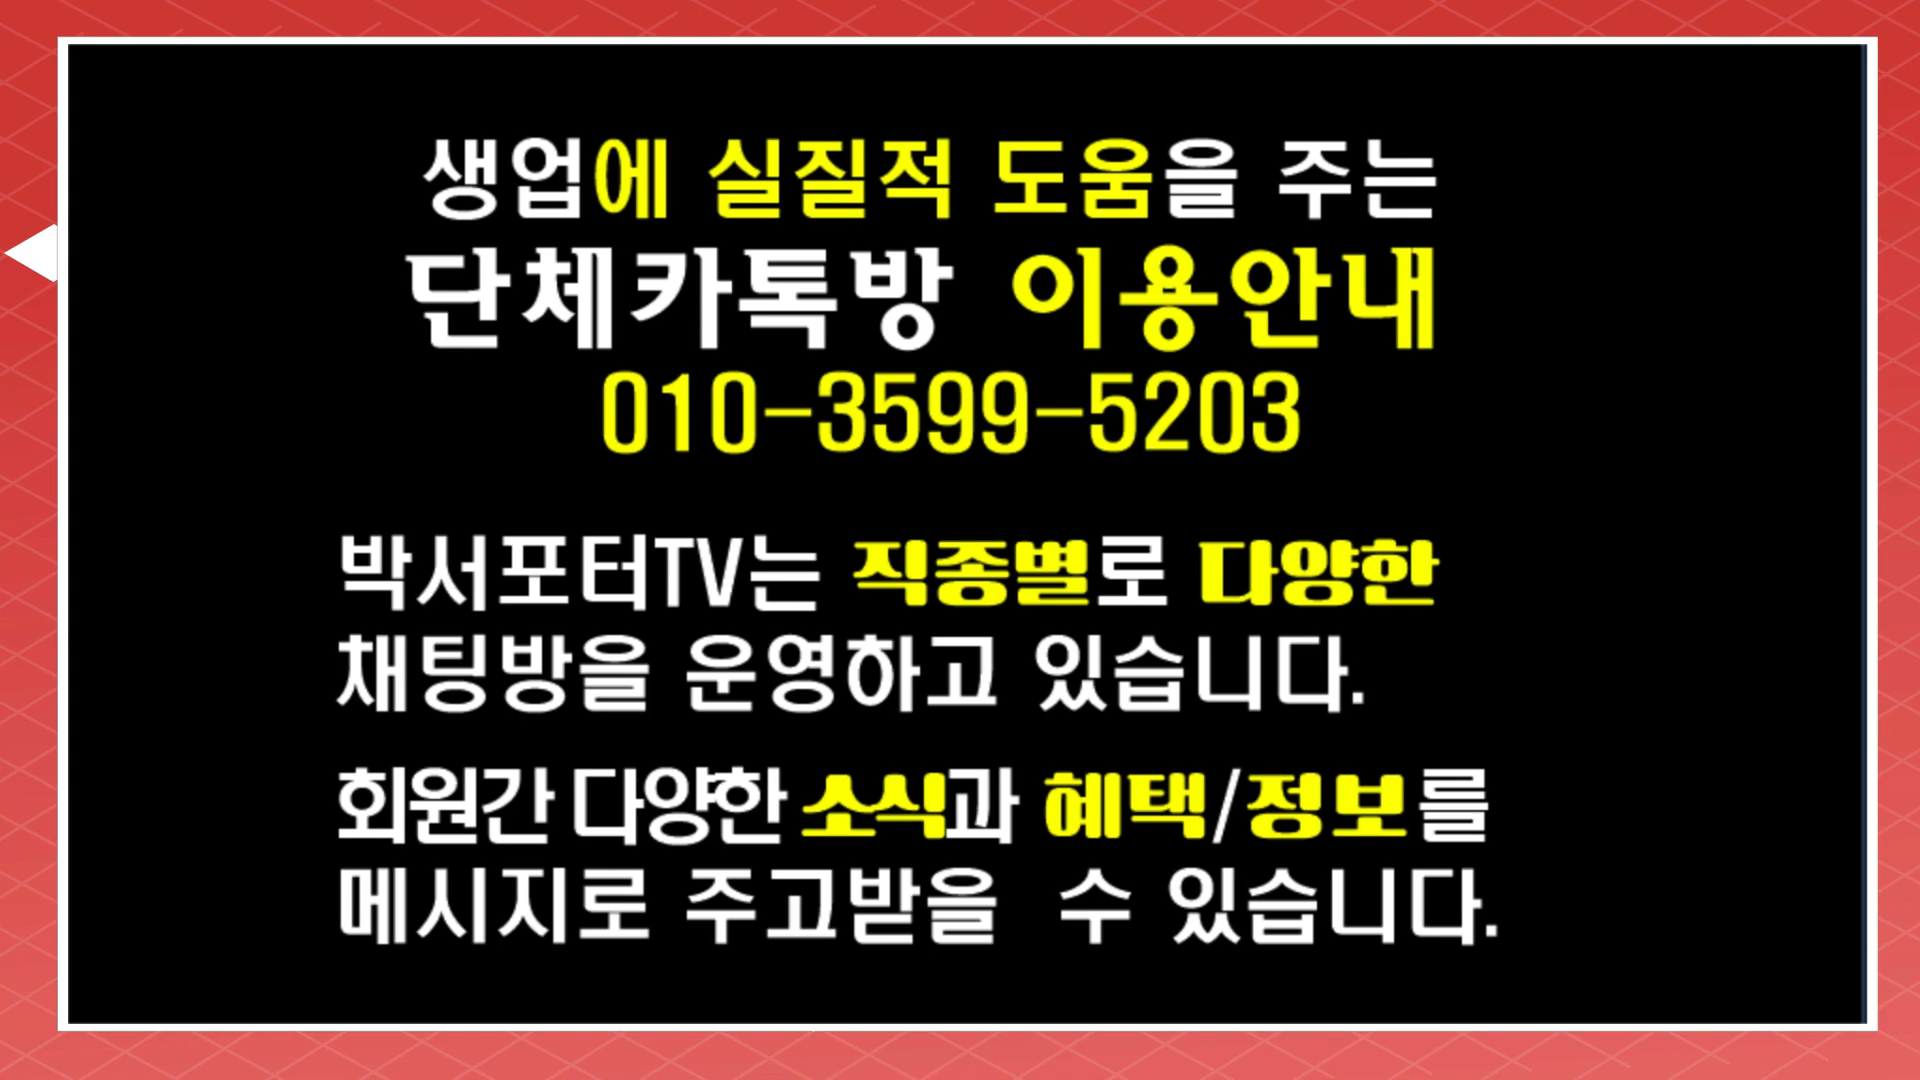 생업에 실질적 도움을 주는
단체카톡방 이용안내
010-3599-5203
박서포터TV는 직종별로 다양한
채팅방을 운영하고 있습니다.
회원간 다양한 소식과 혜택/정보를
메시지로 주고받을 수 있습니다.